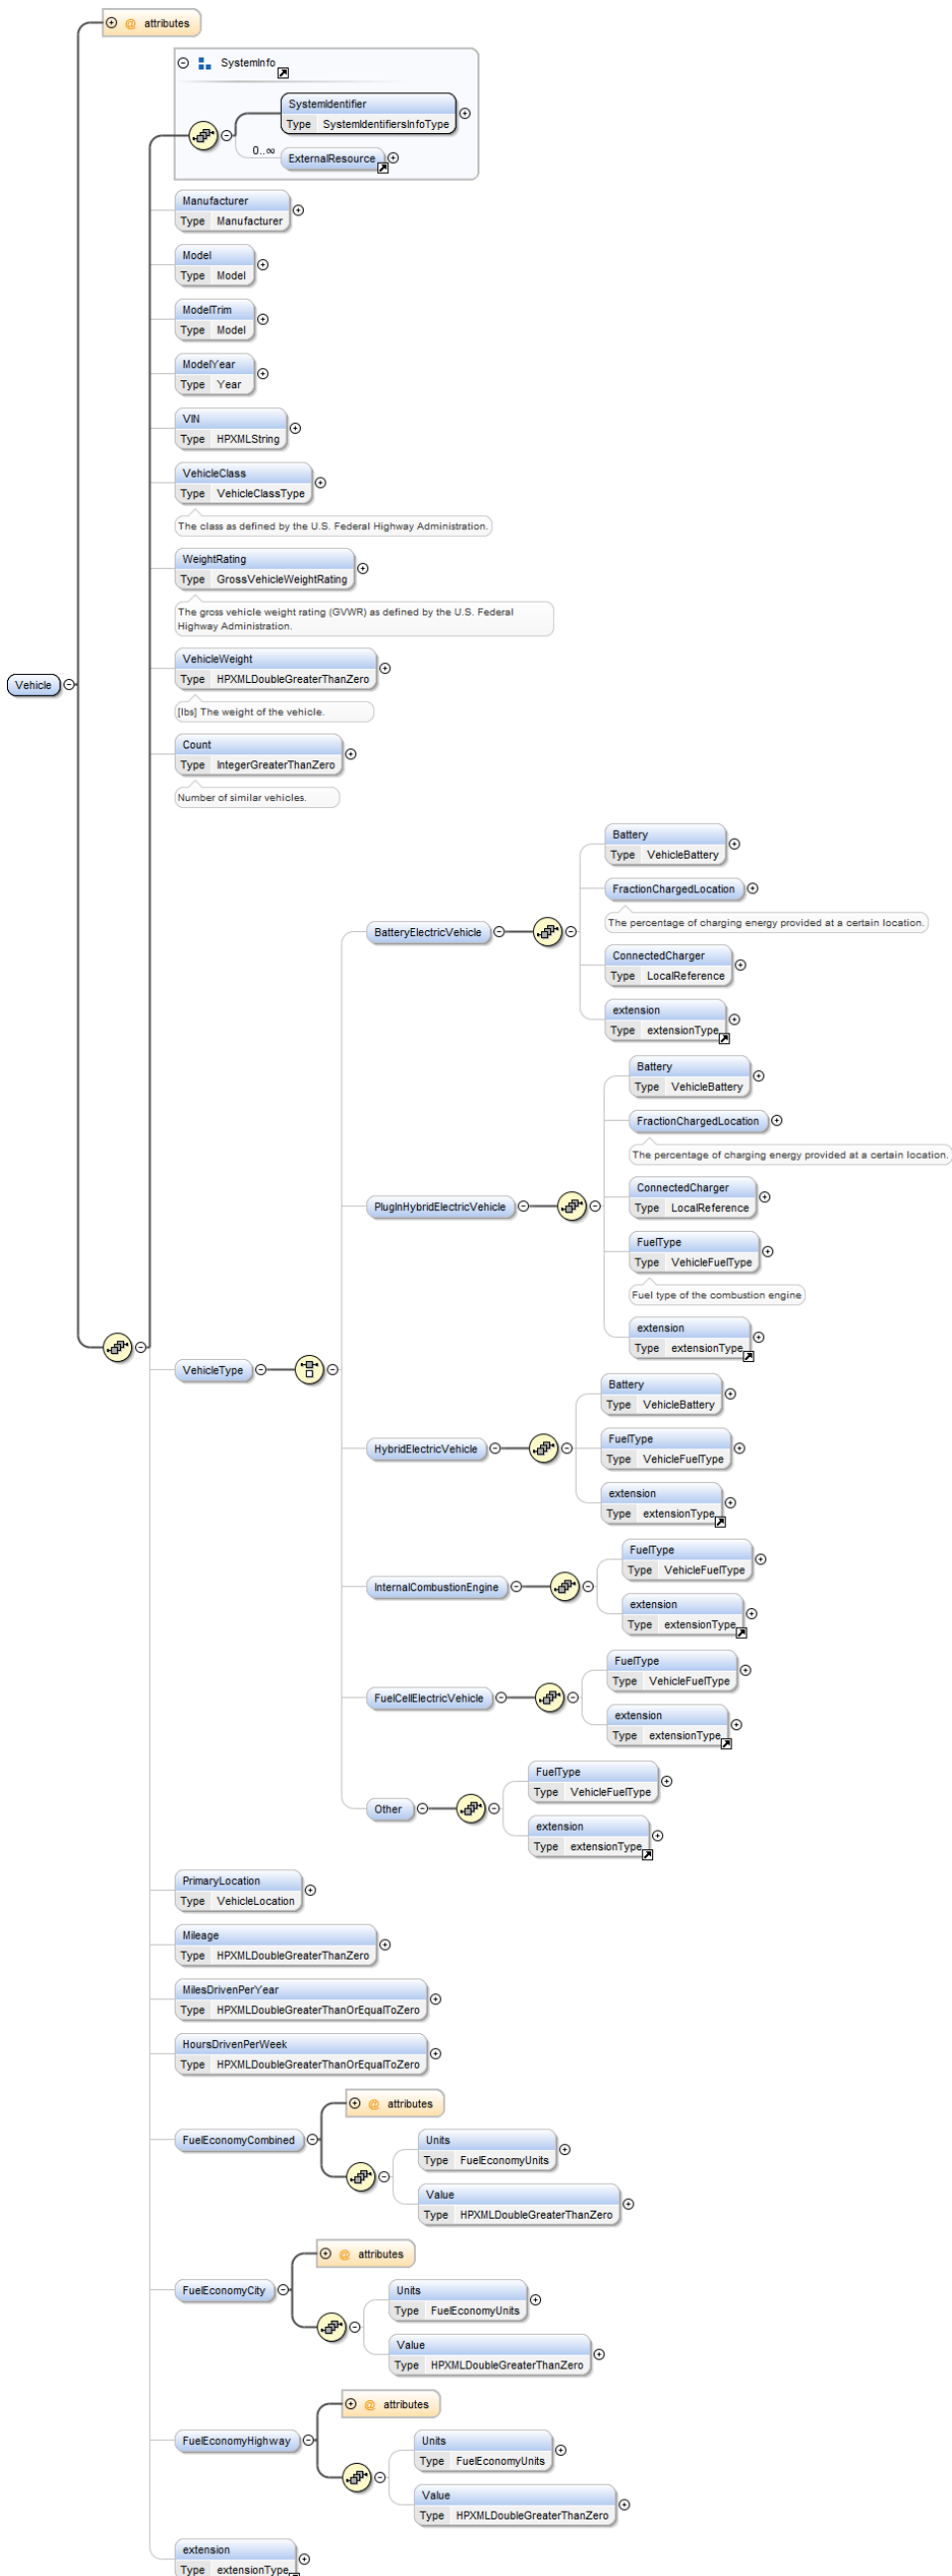 @ attributes
SystemInfo
SystemIdentifier
Type SystemIdentifiersInfoType
0..∞
ExternalResource
Manufacturer
Type Manufacturer
Model
Type Model
ModelTrim
Type Model
ModelYear
Type Year
VIN
Type HPXMLString
VehicleClass
Type VehicleClassType
The class as defined by the U.S. Federal Highway Administration.
WeightRating
Type GrossVehicleWeightRating
The gross vehicle weight rating (GVWR) as defined by the U.S. Federal
Highway Administration.
VehicleWeight
Type HPXMLDoubleGreaterThanZero
[lbs] The weight of the vehicle.
Vehicle
Count
Type IntegerGreaterThanZero
Number of similar vehicles.
VehicleType
BatteryElectricVehicle
Battery
Type VehicleBattery
FractionChargedLocation
The percentage of charging energy provided at a certain location.
ConnectedCharger
Type LocalReference
extension
Type extensionType
PlugInHybridElectricVehicle
Battery
Type VehicleBattery
FractionChargedLocation
The percentage of charging energy provided at a certain location.
ConnectedCharger
Type LocalReference
FuelType
Type VehicleFuelType
Fuel type of the combustion engine
extension
Type extensionType
HybridElectricVehicle
Battery
Type VehicleBattery
FuelType
Type VehicleFuelType
extension
Type extensionType
InternalCombustionEngine
FuelType
Type VehicleFuelType
extension
Type extensionType
FuelCellElectricVehicle
FuelType
Type VehicleFuelType
extension
Type extensionType
Other
FuelType
Type VehicleFuelType
extension
Type extensionType
PrimaryLocation
Type VehicleLocation
Mileage
Type HPXMLDoubleGreaterThanZero
MilesDrivenPerYear
Type HPXMLDoubleGreaterThanOrEqualToZero
HoursDrivenPerWeek
Type HPXMLDoubleGreaterThanOrEqualToZero
FuelEconomyCombined
@ attributes
Units
Type FuelEconomyUnits
Value
Type HPXMLDoubleGreaterThanZero
FuelEconomyCity
@ attributes
Units
Type FuelEconomyUnits
Value
Type HPXMLDoubleGreaterThanZero
FuelEconomyHighway
@ attributes
Units
Type FuelEconomyUnits
Value
Type HPXMLDoubleGreaterThanZero
extension
Type extensionType